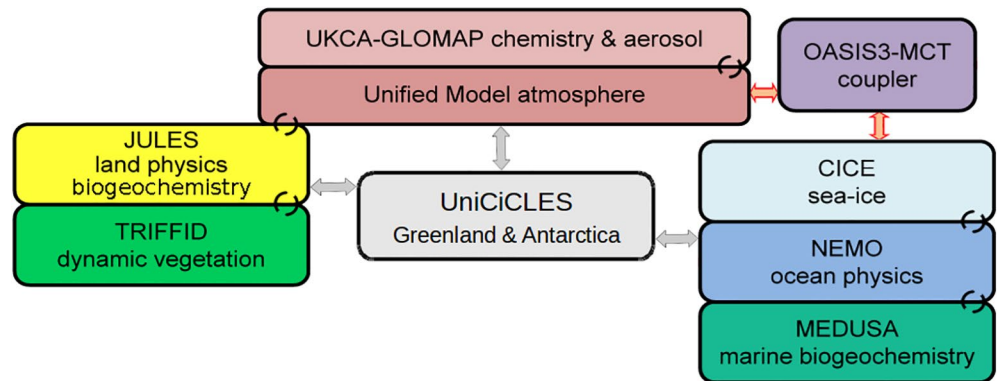 UKCA-GLOMAP chemistry & aerosol
Unified Model atmosphere
OASIS3-MCT
coupler
JULES
land physics
biogeochemistry
TRIFFID
dynamic vegetation
UniCiCLES
Greenland & Antarctica
CICE
sea-ice
NEMO
ocean physics
MEDUSA
marine biogeochemistry